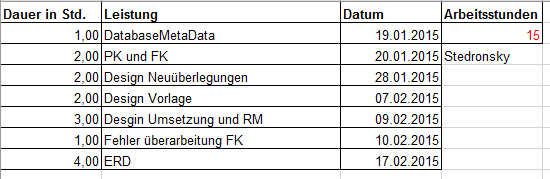 Dauer in Std. Leistung Datum Arbeitsstunden
1,00 DatabaseMetaData 19.01.2015 15
2,00 PK und FK 20.01.2015 Stedronsky
2,00 Design Neuüberlegungen 28.01.2015
2,00 Design Vorlage 07.02.2015
3,00 Desgin Umsetzung und RM 09.02.2015
1,00 Fehler überarbeitung FK 10.02.2015
4,00 ERD 17.02.2015